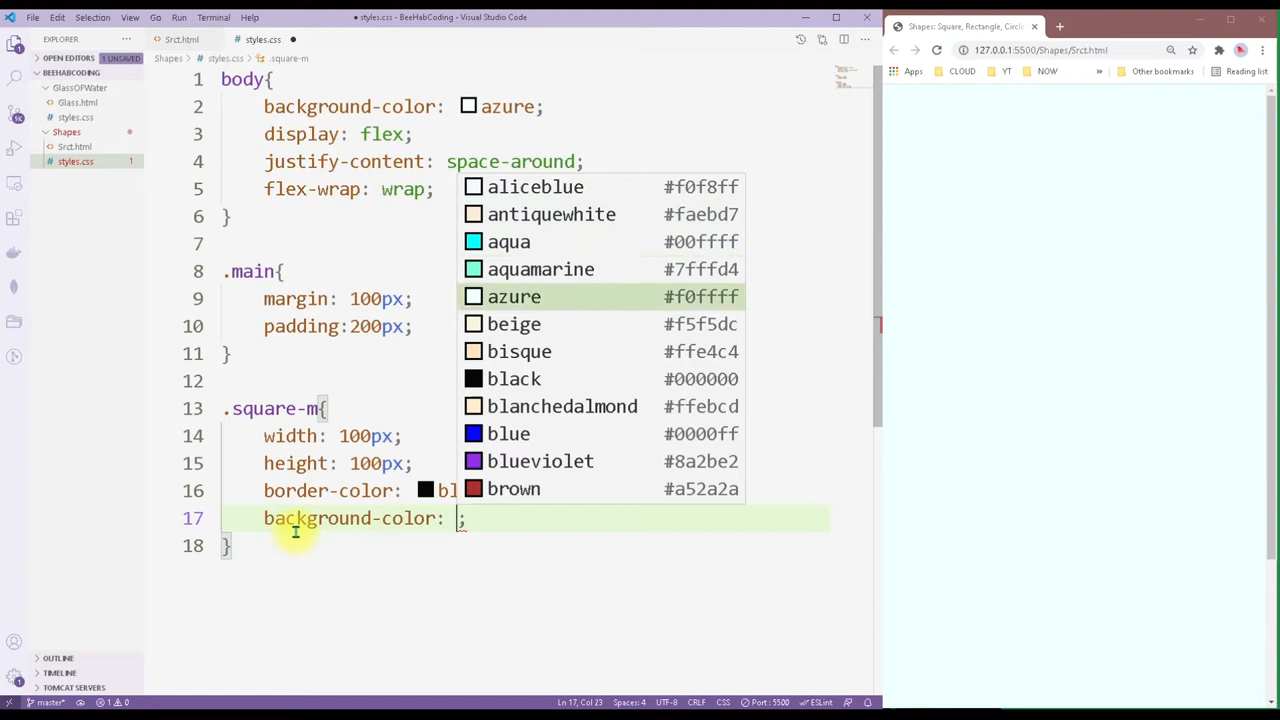 File Edit Selection View Go Run Terminal Help
• styles.css - BeeHabCoding - Visual Studio Code
Shapes: Square, Rectangle, Circle
EXPLORER
Srct.html
styles.css
127.0.0.1:5500/Shapes/Srct.html
OPEN EDITORS 1 UNSAVED
Shapes > styles.css > .square-m
Apps CLOUD YT NOW » Other bookmarks Reading list
BEEHABCODING
GlassOFWater
Glass.html
styles.css
Shapes
Srct.html
styles.css 1
1 body{
2 background-color: azure;
3 display: flex;
4 justify-content: space-around;
5 flex-wrap: wrap;
6 }
7
8 .main{
9 margin: 100px;
10 padding:200px;
11 }
12
13 .square-m{
14 width: 100px;
15 height: 100px;
16 border-color: bl
17 background-color: ;
18 }
aliceblue #f0f8ff
antiquewhite #faebd7
aqua #00ffff
aquamarine #7fffd4
azure #f0ffff
beige #f5f5dc
bisque #ffe4c4
black #000000
blanchedalmond #ffebcd
blue #0000ff
blueviolet #8a2be2
brown #a52a2a
OUTLINE
TIMELINE
TOMCAT SERVERS
master* 1 0 Ln 17, Col 23 Spaces: 4 UTF-8 CRLF CSS Port : 5500 ESLint